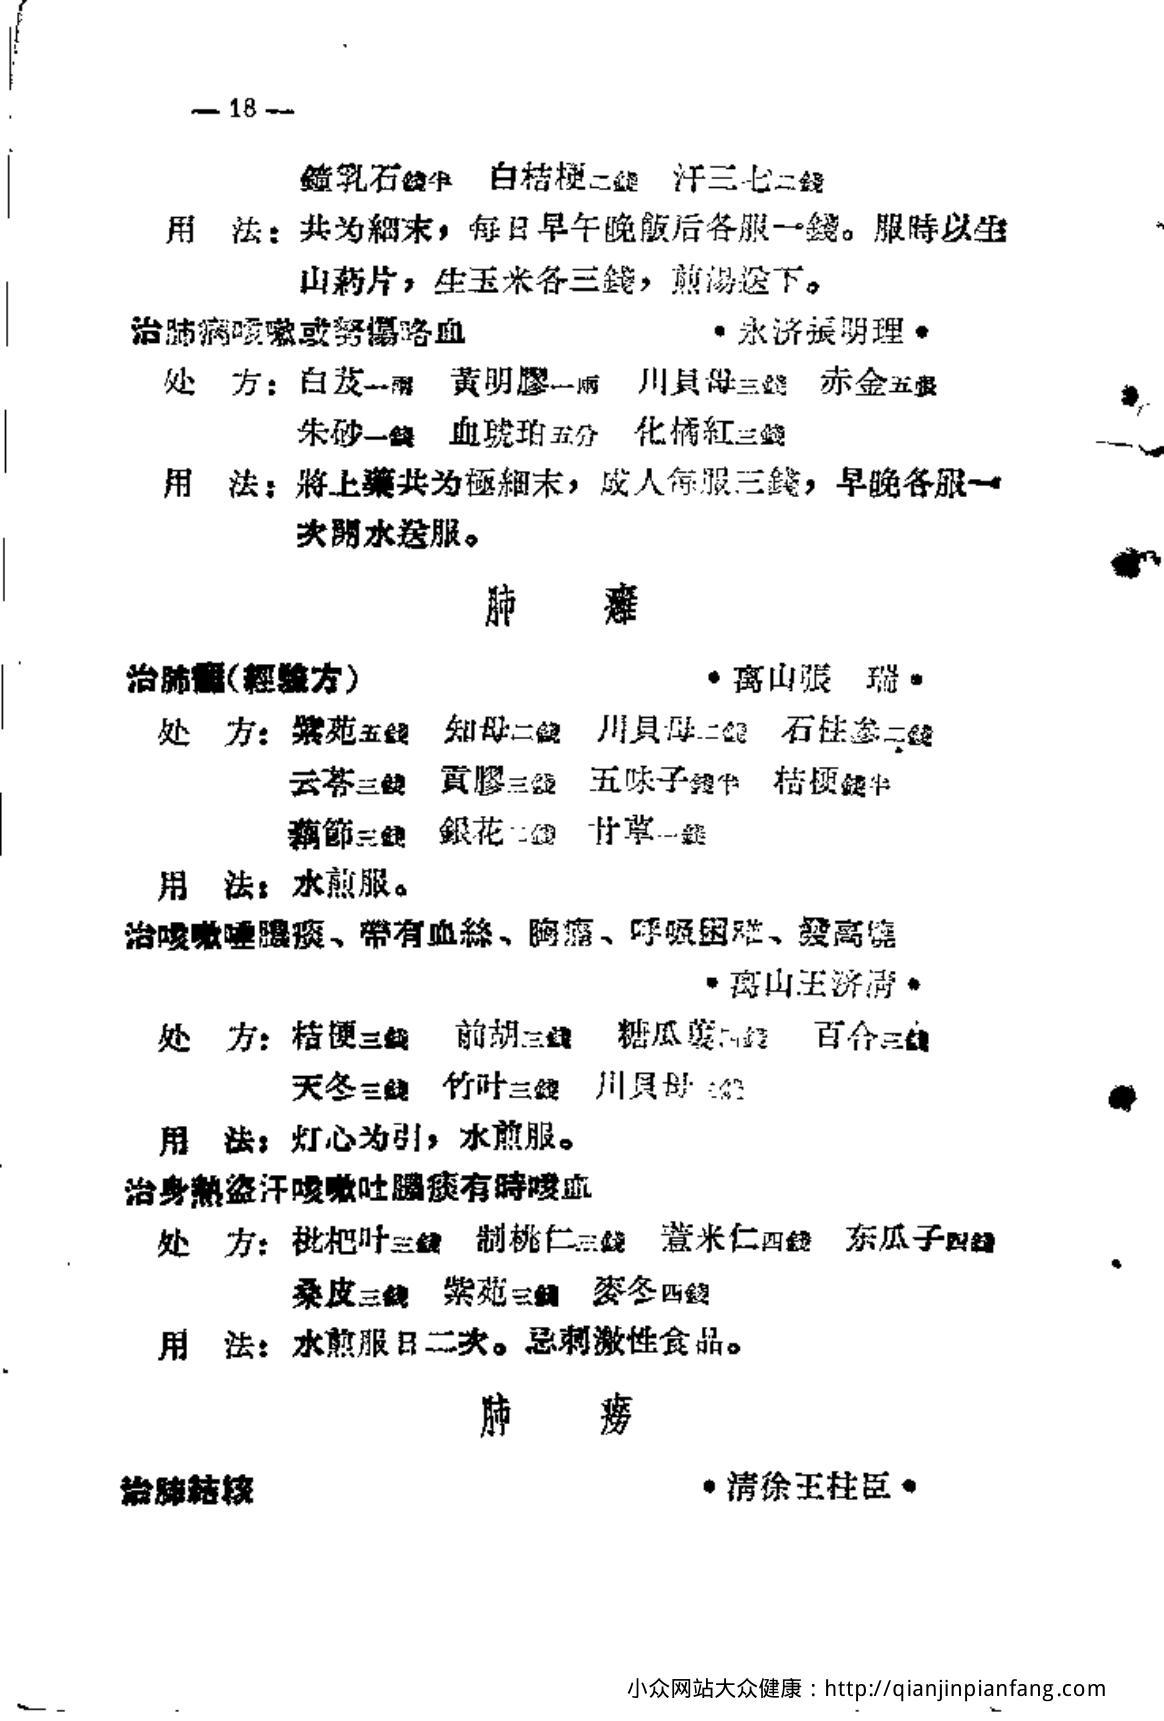 — 18 —
鐘乳石錢半 白桔梗二錢 汗三七二錢
用 法：共为細末，每日早午晚飯后各服一錢。服時以生
山葯片，生玉米各三錢，煎湯送下。
治肺病咳嗽或努傷咯血 •永济張明理•
处 方：白芨一兩 黃明膠一兩 川貝母三錢 赤金五張
朱砂一錢 血琥珀五分 化橘紅三錢
用 法：將上藥共为極細末，成人每服三錢，早晚各服一
次開水送服。
肺 癰
治肺癰（經驗方） •离山張 瑞•
处 方：紫苑五錢 知母二錢 川貝母二錢 石柱参二錢
云苓三錢 貢膠三錢 五味子錢半 桔梗錢半
藕節三錢 銀花二錢 甘草一錢
用 法：水煎服。
治咳嗽唾膿痰、帶有血絲、胸痛、呼吸困难、發高燒
•离山王济清•
处 方：桔梗三錢 前胡三錢 糖瓜蔞錢 百合三錢
天冬三錢 竹叶三錢 川貝母錢
用 法：灯心为引，水煎服。
治身熱盜汗咳嗽吐膿痰有時咳血
处 方：枇杷叶三錢 制桃仁三錢 薏米仁四錢 东瓜子四錢
桑皮三錢 紫苑三錢 麥冬四錢
用 法：水煎服日二次。忌刺激性食品。
肺 癆
治肺結核 •清徐王柱臣•
小众网站大众健康：http://qianjinpianfang.com